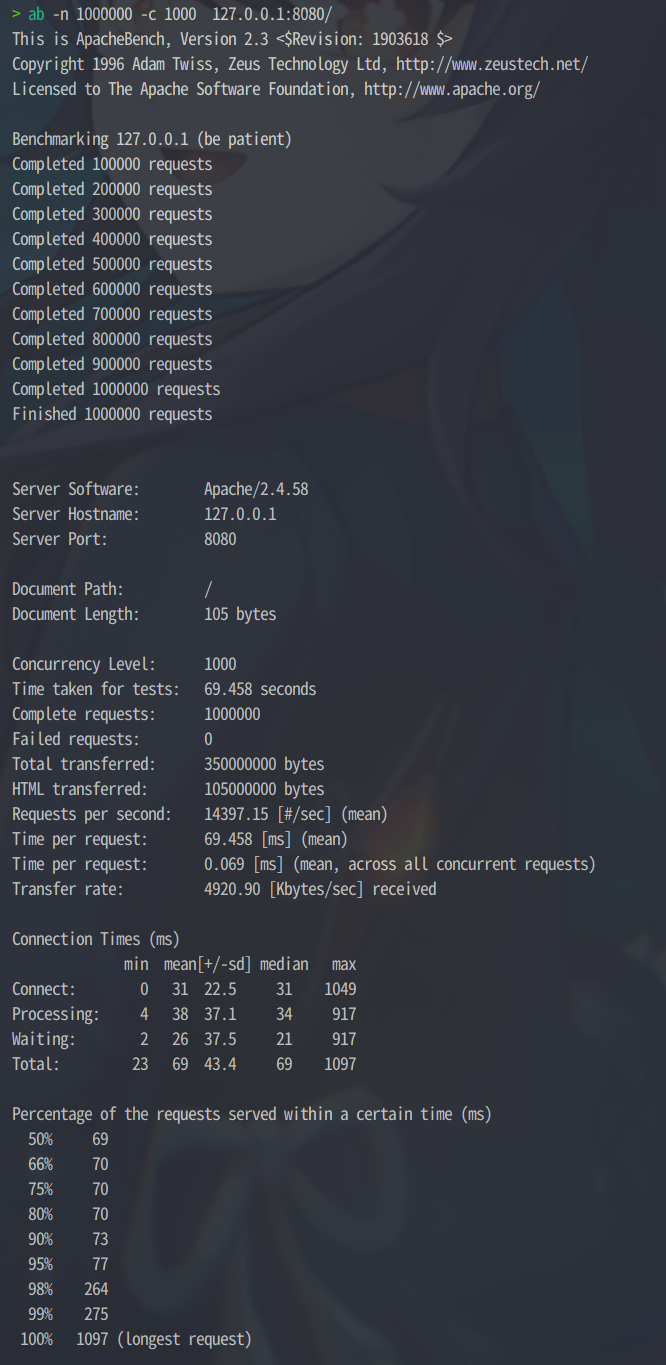 > ab -n 1000000 -c 1000  127.0.0.1:8080/
This is ApacheBench, Version 2.3 <$Revision: 1903618 $>
Copyright 1996 Adam Twiss, Zeus Technology Ltd, http://www.zeustech.net/
Licensed to The Apache Software Foundation, http://www.apache.org/

Benchmarking 127.0.0.1 (be patient)
Completed 100000 requests
Completed 200000 requests
Completed 300000 requests
Completed 400000 requests
Completed 500000 requests
Completed 600000 requests
Completed 700000 requests
Completed 800000 requests
Completed 900000 requests
Completed 1000000 requests
Finished 1000000 requests


Server Software:        Apache/2.4.58
Server Hostname:        127.0.0.1
Server Port:            8080

Document Path:          /
Document Length:        105 bytes

Concurrency Level:      1000
Time taken for tests:   69.458 seconds
Complete requests:      1000000
Failed requests:        0
Total transferred:      350000000 bytes
HTML transferred:       105000000 bytes
Requests per second:    14397.15 [#/sec] (mean)
Time per request:       69.458 [ms] (mean)
Time per request:       0.069 [ms] (mean, across all concurrent requests)
Transfer rate:          4920.90 [Kbytes/sec] received

Connection Times (ms)
              min  mean[+/-sd] median   max
Connect:        0   31  22.5     31    1049
Processing:     4   38  37.1     34     917
Waiting:        2   26  37.5     21     917
Total:         23   69  43.4     69    1097

Percentage of the requests served within a certain time (ms)
  50%     69
  66%     70
  75%     70
  80%     70
  90%     73
  95%     77
  98%    264
  99%    275
 100%   1097 (longest request)